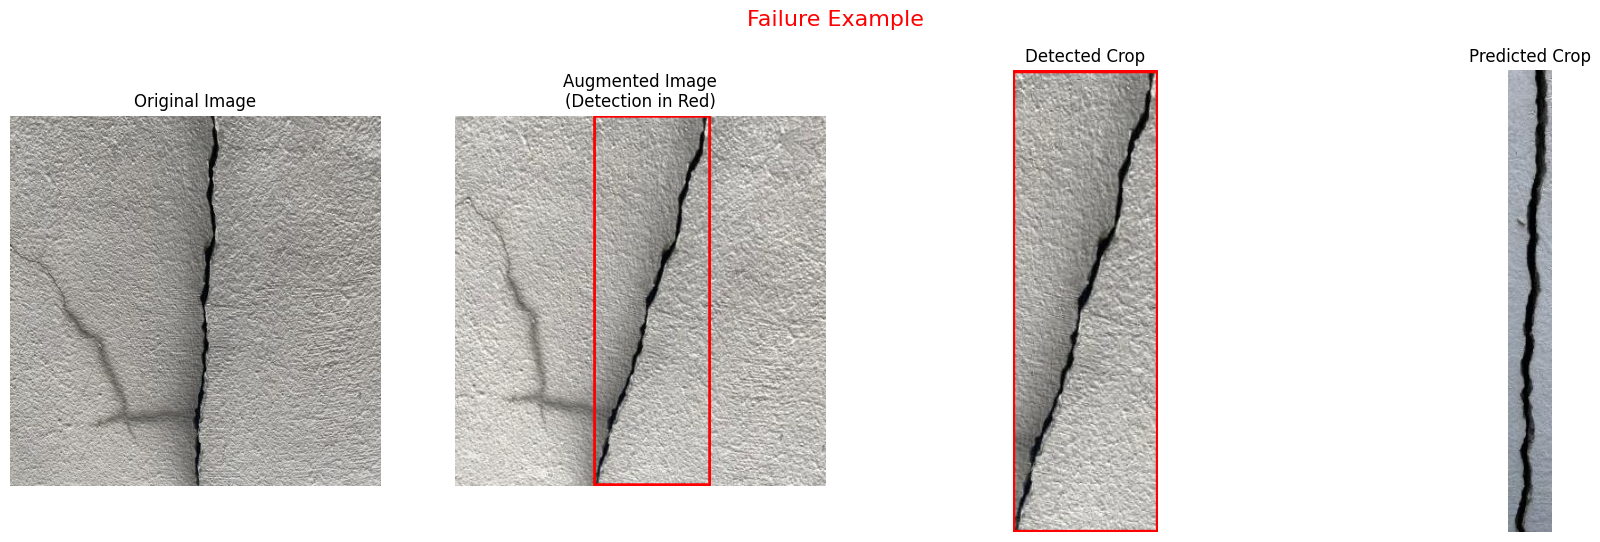 Failure Example
Original Image
Augmented Image
(Detection in Red)
Detected Crop
Predicted Crop